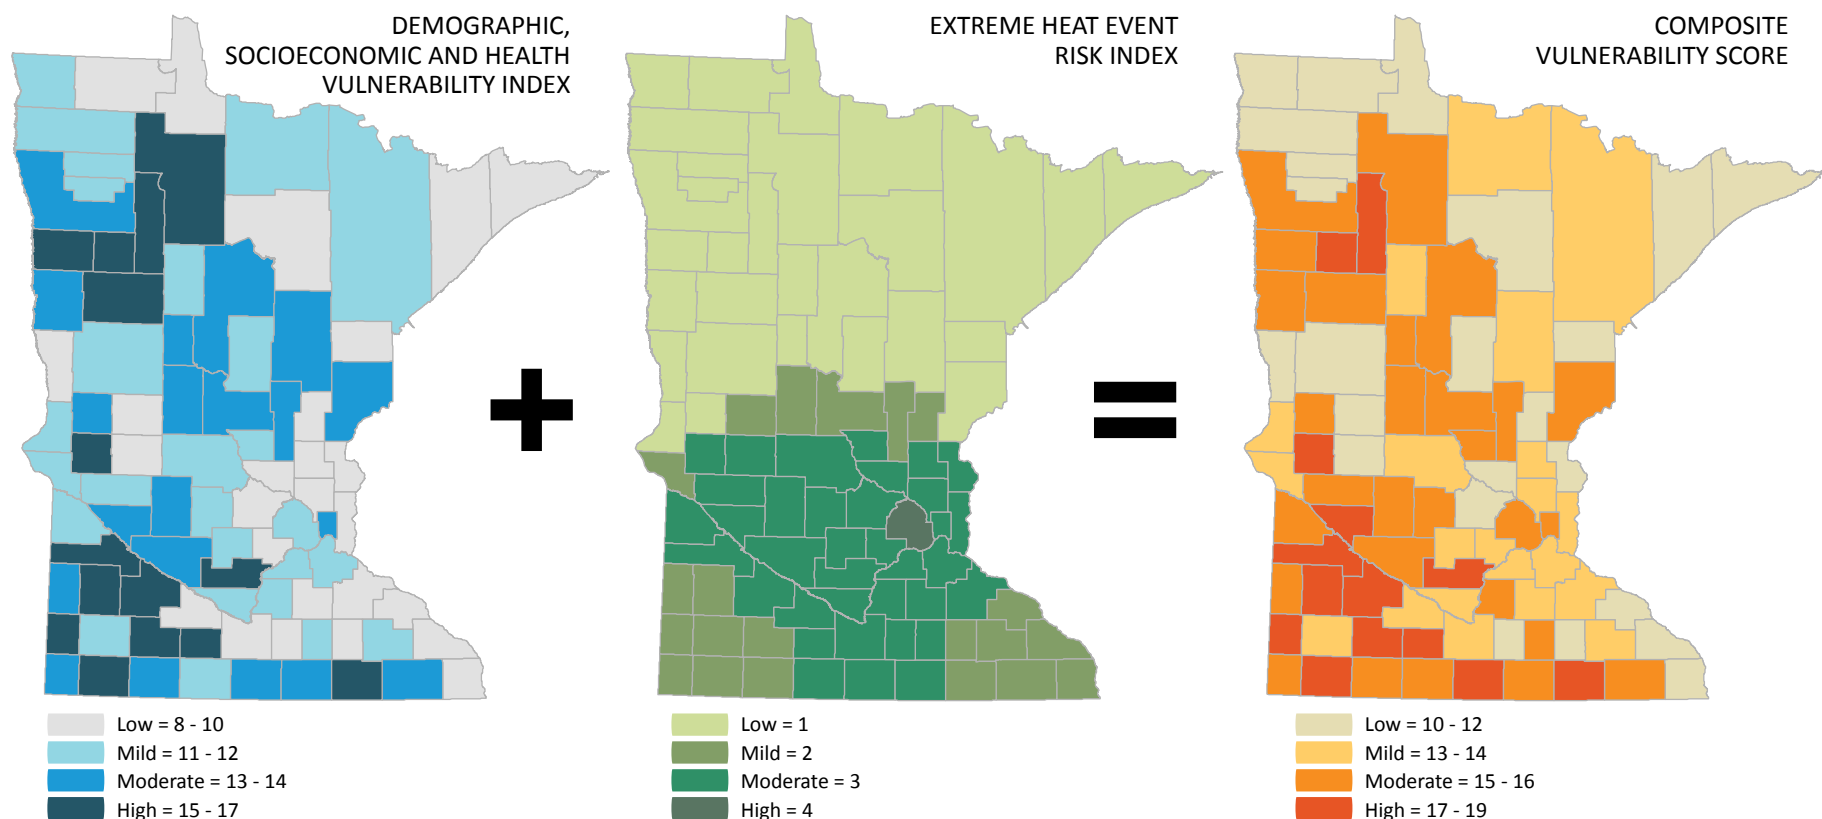 DEMOGRAPHIC,
SOCIOECONOMIC AND HEALTH
VULNERABILITY INDEX
Low = 8 - 10
Mild = 11 - 12
Moderate = 13 - 14
High = 15 - 17
+
EXTREME HEAT EVENT
RISK INDEX
Low = 1
Mild = 2
Moderate = 3
High = 4
=
COMPOSITE
VULNERABILITY SCORE
Low = 10 - 12
Mild = 13 - 14
Moderate = 15 - 16
High = 17 - 19